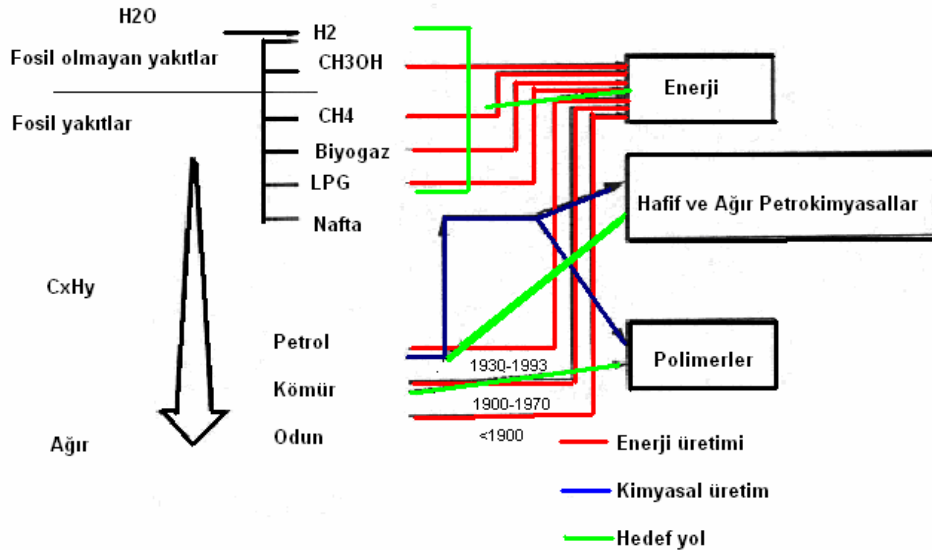 H2O
H2
Fosil olmayan yakıtlar
CH3OH
Enerji
Fosil yakıtlar
CH4
Biyogaz
LPG
Nafta
Hafif ve Ağır Petrokimyasallar
CxHy
Petrol
1930-1993
Polimerler
Kömür
1900-1970
Ağır
Odun
<1900
Enerji üretimi
Kimyasal üretim
Hedef yol